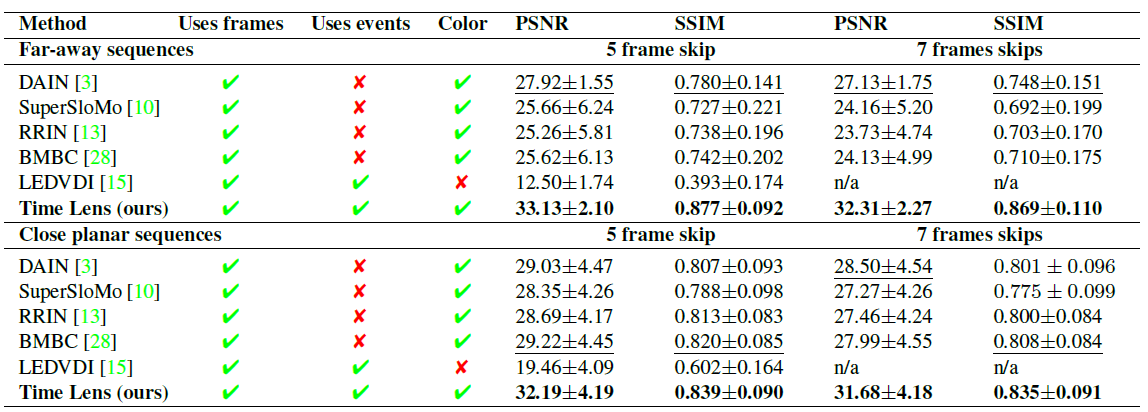 Method Uses frames Uses events Color PSNR SSIM PSNR SSIM
Far-away sequences 5 frame skip 7 frames skips
DAIN [3] ✔ ✘ ✔ 27.92±1.55 0.780±0.141 27.13±1.75 0.748±0.151
SuperSloMo [10] ✔ ✘ ✔ 25.66±6.24 0.727±0.221 24.16±5.20 0.692±0.199
RRIN [13] ✔ ✘ ✔ 25.26±5.81 0.738±0.196 23.73±4.74 0.703±0.170
BMBC [28] ✔ ✘ ✔ 25.62±6.13 0.742±0.202 24.13±4.99 0.710±0.175
LEDVDI [15] ✔ ✔ ✘ 12.50±1.74 0.393±0.174 n/a n/a
Time Lens (ours) ✔ ✔ ✔ 33.13±2.10 0.877±0.092 32.31±2.27 0.869±0.110
Close planar sequences 5 frame skip 7 frames skips
DAIN [3] ✔ ✘ ✔ 29.03±4.47 0.807±0.093 28.50±4.54 0.801 ± 0.096
SuperSloMo [10] ✔ ✘ ✔ 28.35±4.26 0.788±0.098 27.27±4.26 0.775 ± 0.099
RRIN [13] ✔ ✘ ✔ 28.69±4.17 0.813±0.083 27.46±4.24 0.800±0.084
BMBC [28] ✔ ✘ ✔ 29.22±4.45 0.820±0.085 27.99±4.55 0.808±0.084
LEDVDI [15] ✔ ✔ ✘ 19.46±4.09 0.602±0.164 n/a n/a
Time Lens (ours) ✔ ✔ ✔ 32.19±4.19 0.839±0.090 31.68±4.18 0.835±0.091